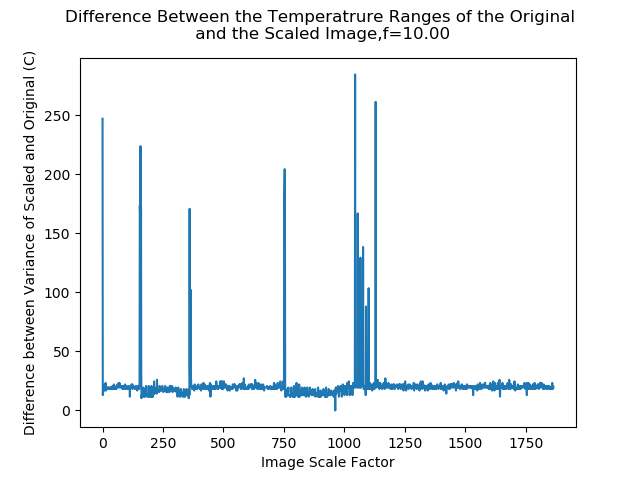 Difference Between the Temperatrure Ranges of the Original
and the Scaled Image,f=10.00
Difference between Variance of Scaled and Original (C)
250
200
150
100
50
0
0 250 500 750 1000 1250 1500 1750
Image Scale Factor